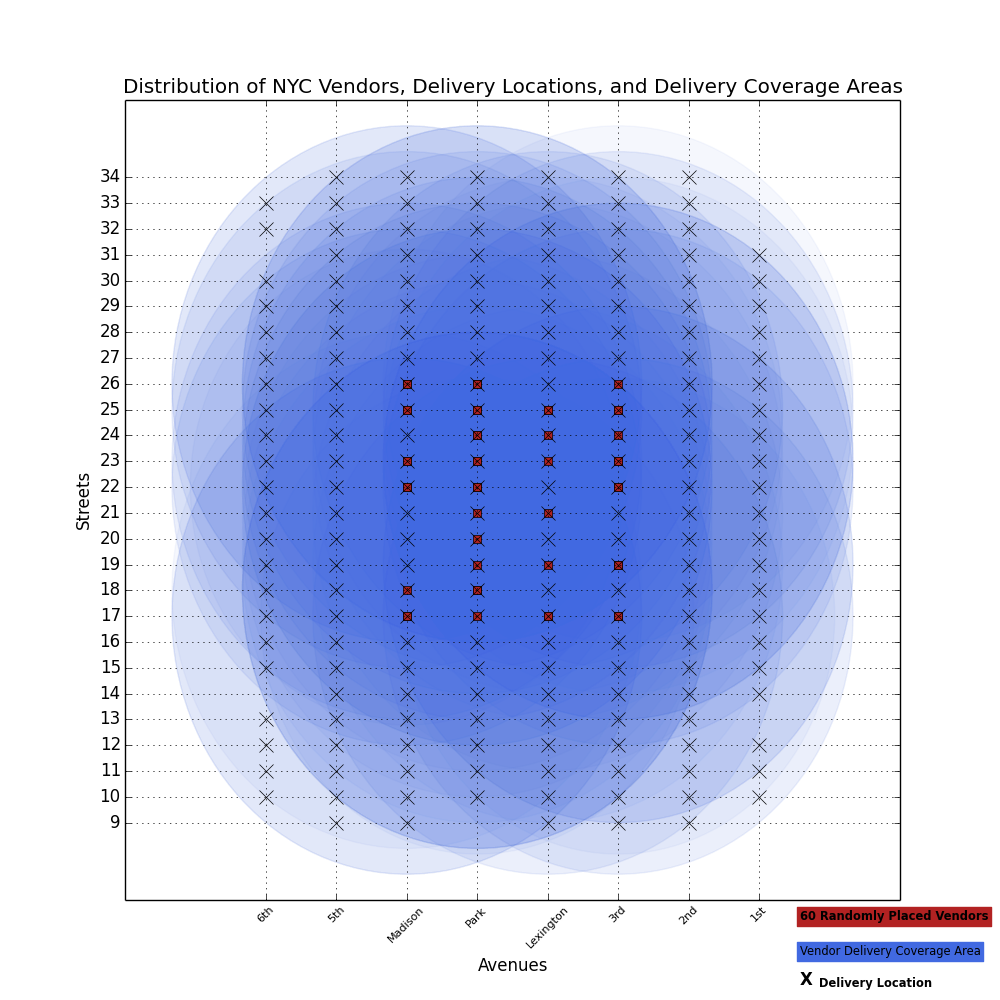 Distribution of NYC Vendors, Delivery Locations, and Delivery Coverage Areas
34
33
32
31
30
29
28
27
26
25
24
23
22
21
20
19
18
17
16
15
14
13
12
11
10
9
Streets
6th
5th
Madison
Park
Lexington
3rd
2nd
1st
Avenues
60 Randomly Placed Vendors
Vendor Delivery Coverage Area
X Delivery Location